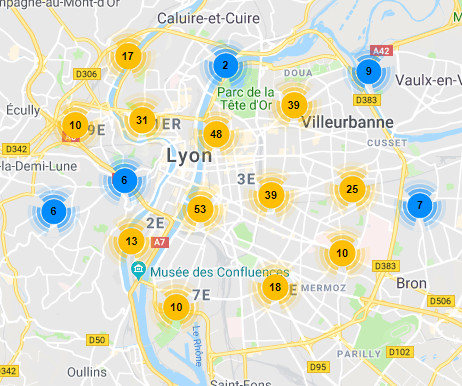 mpagne-au-Mont-d'Or
Caluire-et-Cuire
17
2
A42
9
D306
DOUA
Vaulx-en-V
Parc de la
Tête d'Or
39
D383
Écully
10
9E
31
1ER
48
Villeurbanne
CUSSET
D342
Lyon
-la-Demi-Lune
6
3E
39
25
6
53
7
2E
13
A7
10
Musée des Confluences
D383
Bron
18
E
MERMOZ
7E
10
D506
Le Rhône
D50
PARILLY
D102
D95
Oullins
Saint-Fons
D342